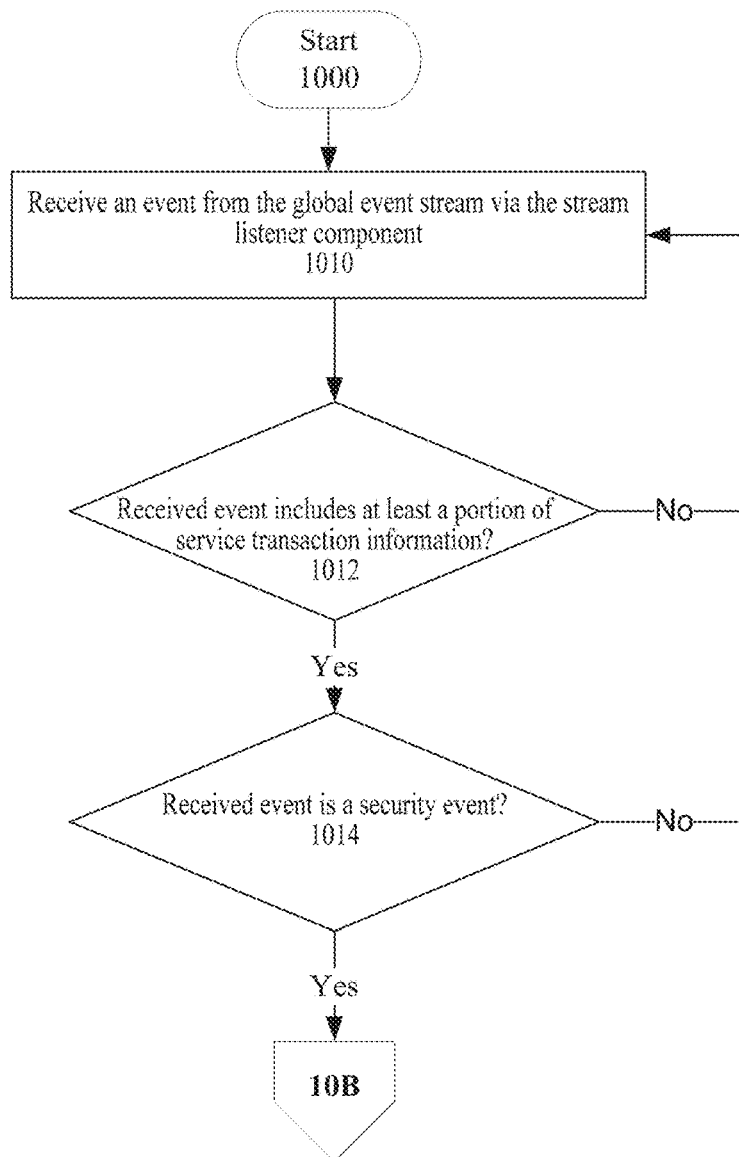 Start
1000
Receive an event from the global event stream via the stream
listener component
1010
Received event includes at least a portion of
service transaction information?
1012
No
Yes
Received event is a security event?
1014
No
Yes
10B